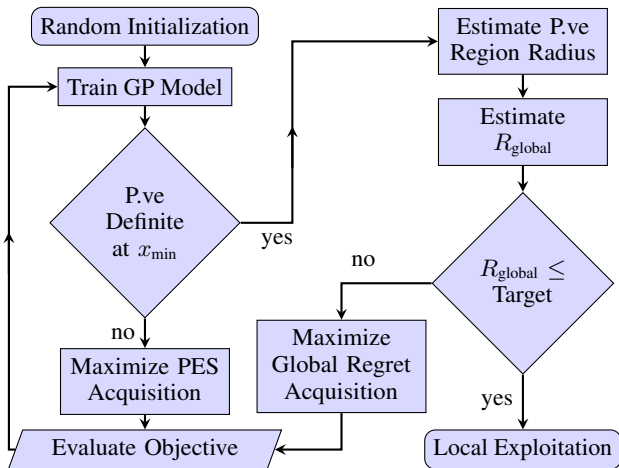 Random Initialization
Train GP Model
P.ve
Definite
at x_min
yes
no
Maximize PES
Acquisition
Evaluate Objective
Estimate P.ve
Region Radius
Estimate
R_global
R_global ≤
Target
no
Maximize
Global Regret
Acquisition
yes
Local Exploitation